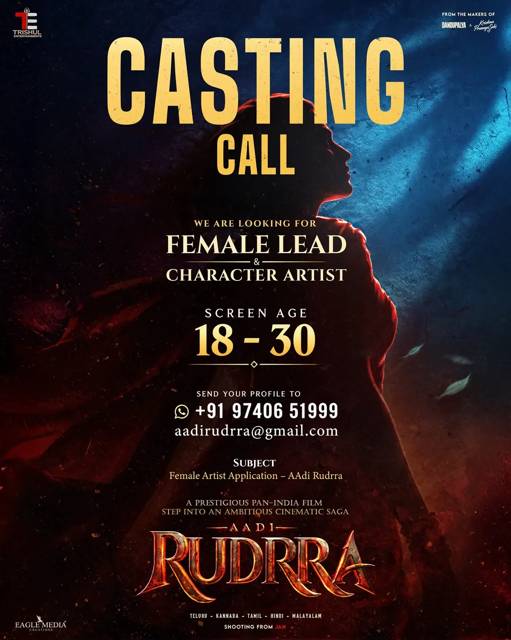 TRISHUL
ENTERTAINMENTS
FROM THE MAKERS OF
DANDUPALYA &
CASTING
CALL
WE ARE LOOKING FOR
FEMALE LEAD
&
CHARACTER ARTIST
SCREEN AGE
18 - 30
SEND YOUR PROFILE TO
+91 97406 51999
aadirudrra@gmail.com
SUBJECT
Female Artist Application – AAdi Rudrra
A PRESTIGIOUS PAN-INDIA FILM
STEP INTO AN AMBITIOUS CINEMATIC SAGA
AADI
RUDRRA
TELUGU - KANNADA - TAMIL - HINDI - MALAYALAM
SHOOTING FROM JAN
EAGLE MEDIA
CREATIONS